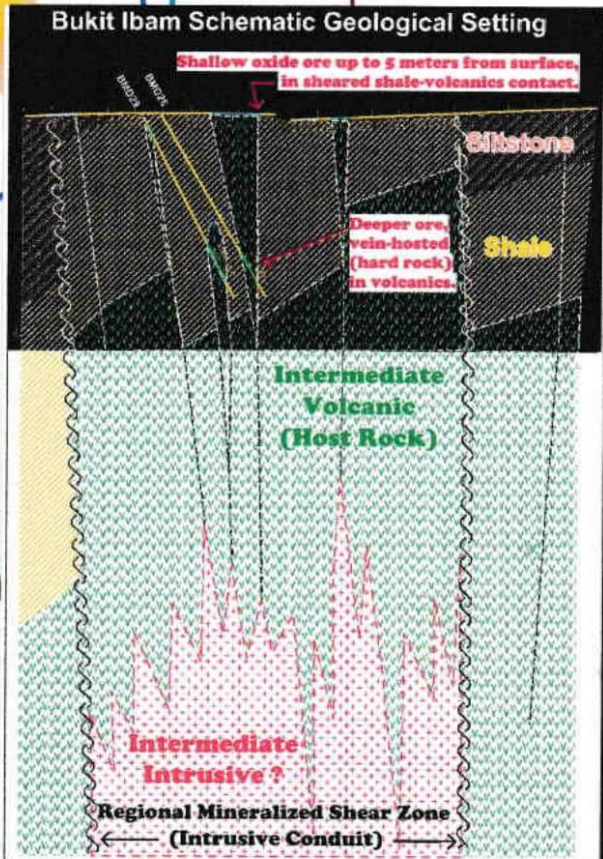 Bukit Ibam Schematic Geological Setting
Shallow oxide ore up to 5 meters from surface,
in sheared shale-volcanics contact.
Siltstone
Deeper ore,
vein-hosted
(hard rock)
in volcanics.
Shale
Intermediate
Volcanic
(Host Rock)
Intermediate
Intrusive ?
Regional Mineralized Shear Zone
(Intrusive Conduit)